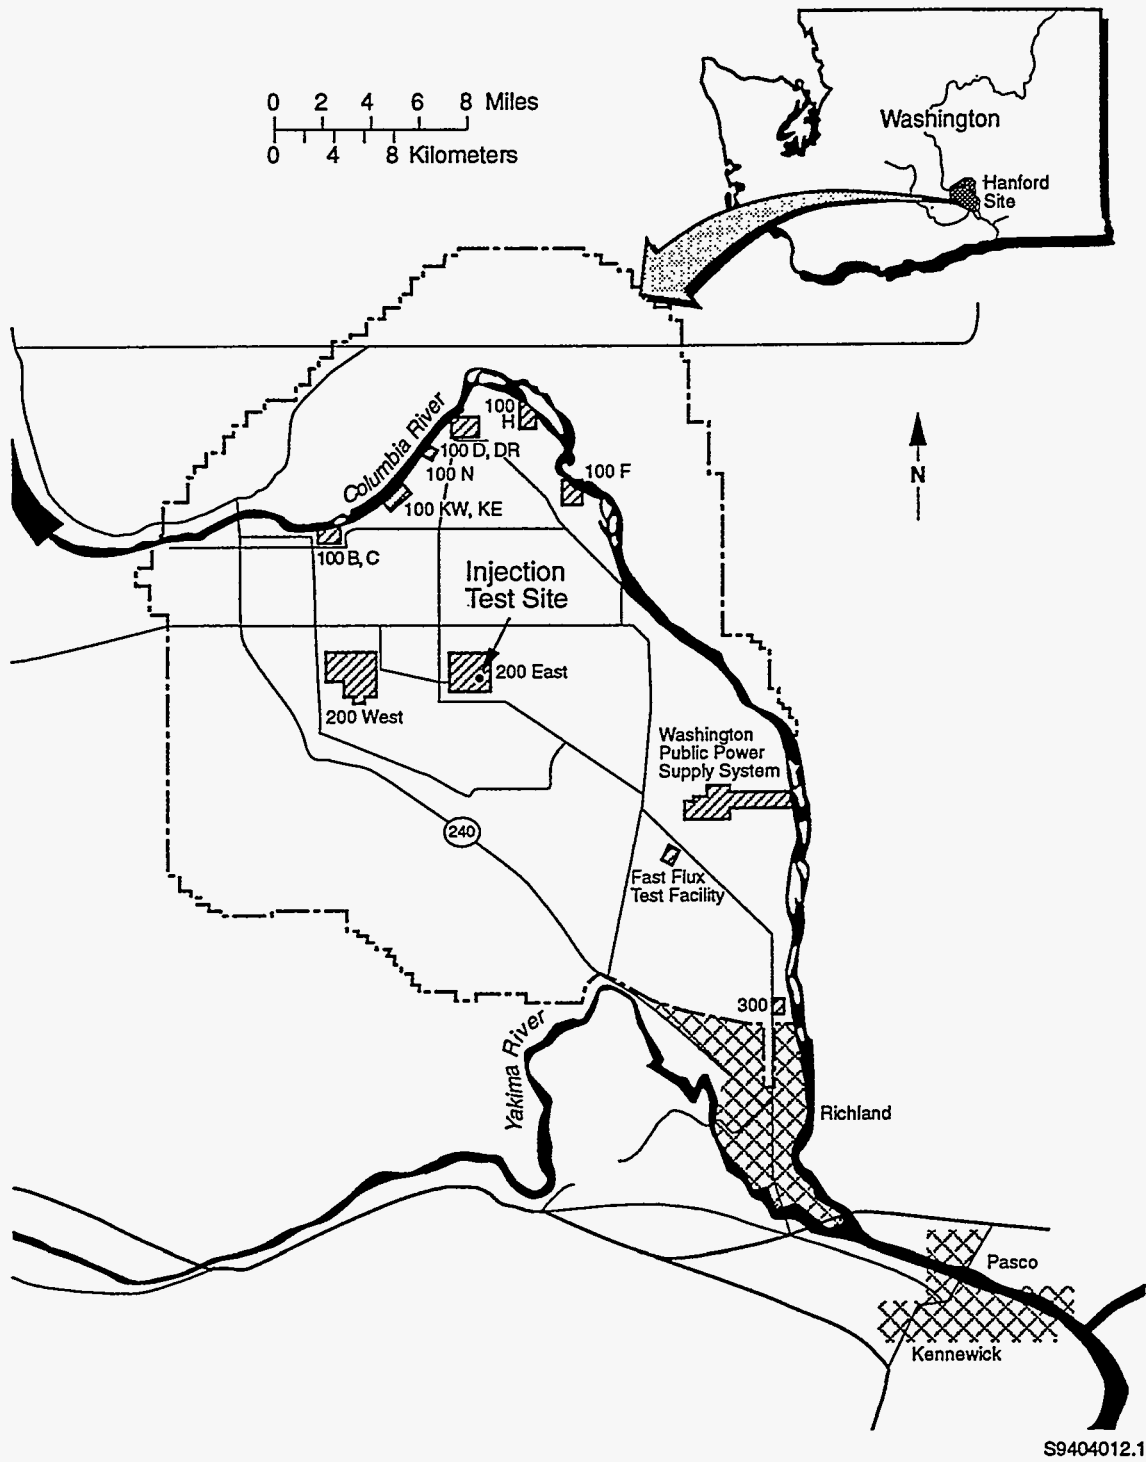 0 2 4 6 8 Miles
0 4 8 Kilometers
Washington
Hanford
Site
Columbia River
100
H
100 D, DR
100 N
100 F
100 KW, KE
100 B, C
N
Injection
Test Site
200 East
200 West
Washington
Public Power
Supply System
240
Fast Flux
Test Facility
300
Yakima River
Richland
Pasco
Kennewick
S9404012.1